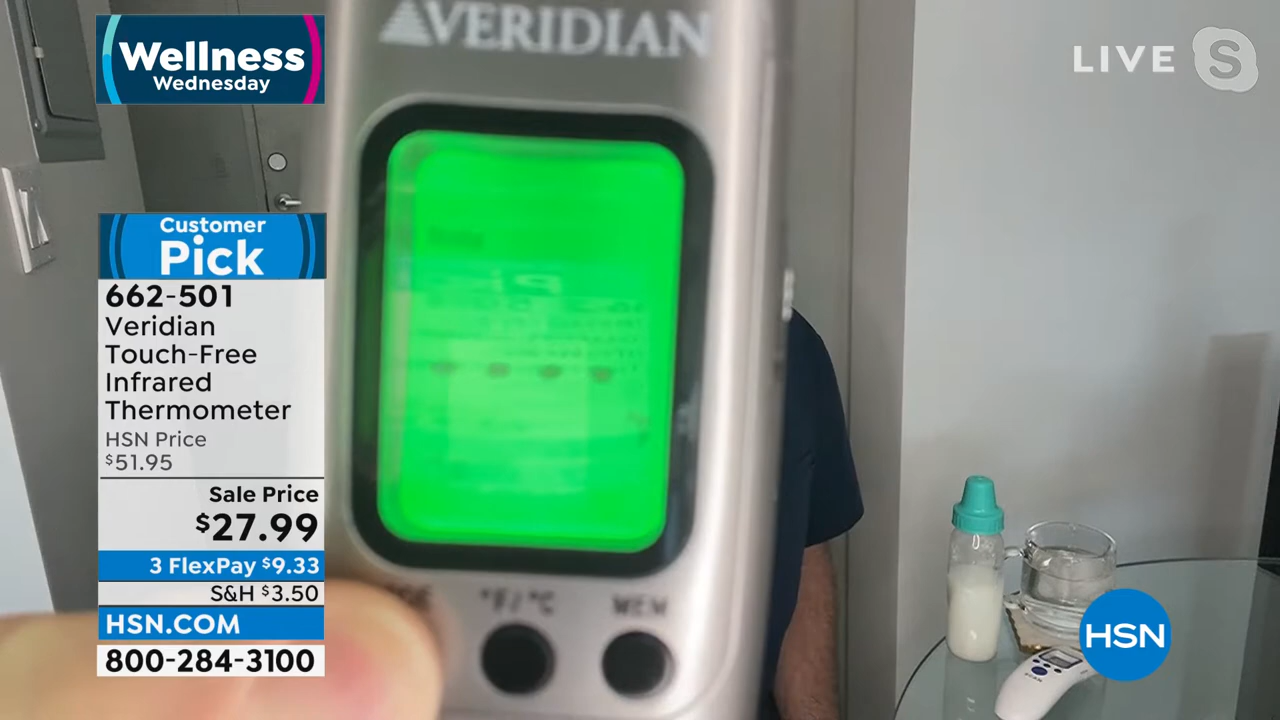 Wellness
Wednesday
LIVE S
VERIDIAN
Customer
Pick
662-501
Veridian
Touch-Free
Infrared
Thermometer
HSN Price
$51.95
Sale Price
$27.99
3 FlexPay $9.33
S&H $3.50
HSN.COM
800-284-3100
°F/°C
MEM
HSN